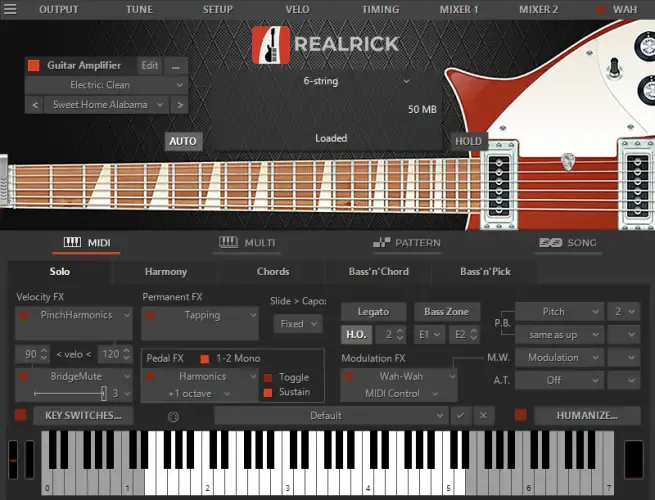 OUTPUT TUNE SETUP VELO TIMING MIXER 1 MIXER 2 WAH
REALRICK
Guitar Amplifier Edit ...
Electric: Clean
< Sweet Home Alabama >
6-string
50 MB
AUTO Loaded HOLD
MIDI MULTI PATTERN SONG
Solo Harmony Chords Bass'n'Chord Bass'n'Pick
Velocity FX Permanent FX Slide > Capo: Legato Bass Zone Pitch 2
PinchHarmonics Tapping Fixed P.B.
H.O. 2 E1 E2 same as up
90 < velo < 120 Pedal FX 1-2 Mono Modulation FX M.W. Modulation
BridgeMute Harmonics Toggle Wah-Wah A.T. Off
3 +1 octave Sustain MIDI Control
KEY SWITCHES... Default HUMANIZE...
0 1 2 3 4 5 6 7